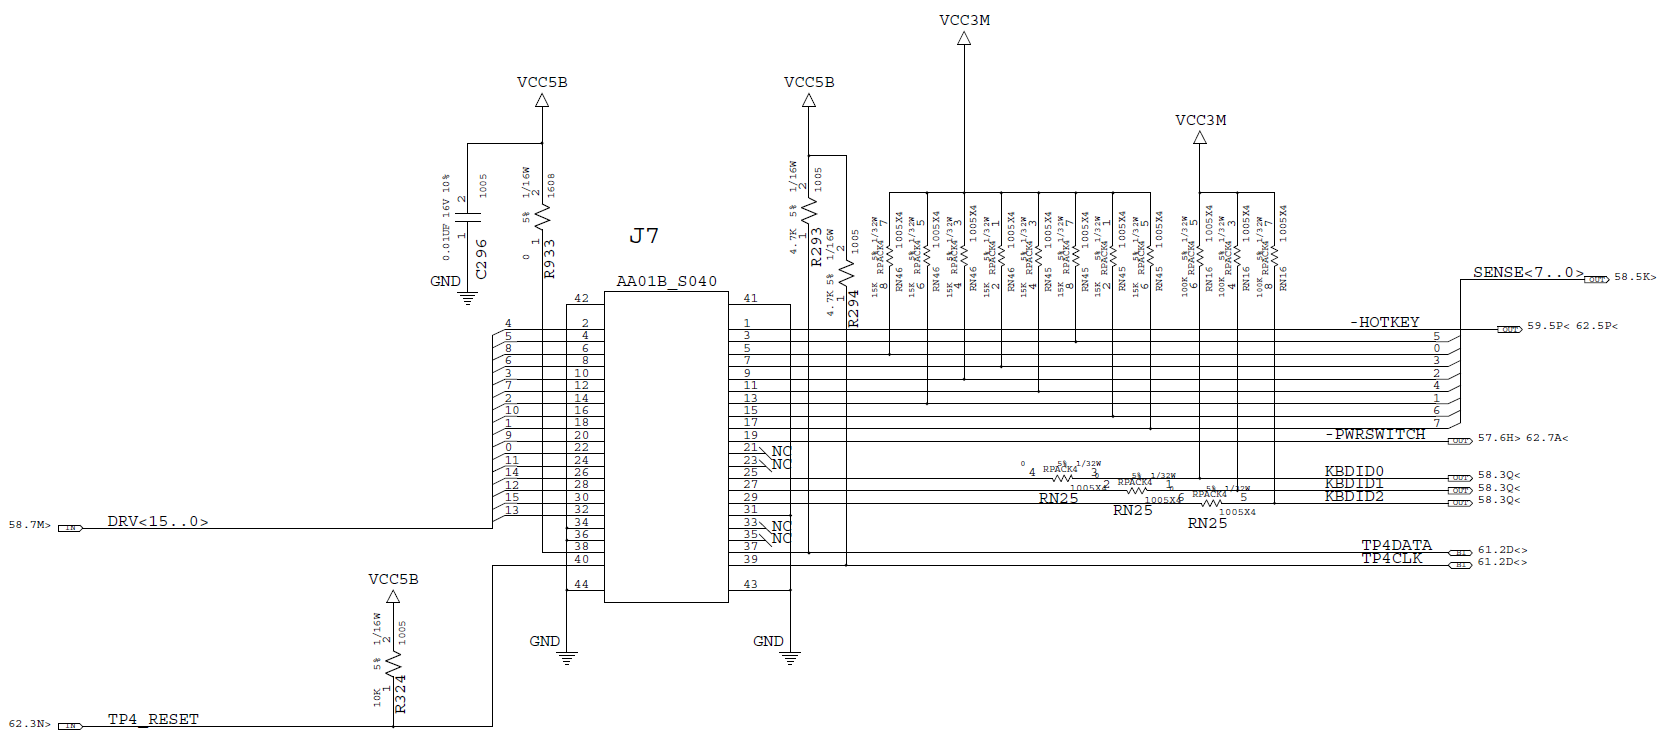 VCC3M
VCC5B
VCC5B
VCC3M
0.01UF 16V 10%
1005
2
1
C296
GND
0 5% 1/16W
1608
2
1
R933
4.7K 5% 1/16W
1005
2
1
R293
4.7K 5% 1/16W
1005
2
1
R294
15K 5% 1/32W
RPACK4
1005X4
7
8
RN46
15K 5% 1/32W
RPACK4
1005X4
5
6
RN46
15K 5% 1/32W
RPACK4
1005X4
3
4
RN46
15K 5% 1/32W
RPACK4
1005X4
1
2
RN46
15K 5% 1/32W
RPACK4
1005X4
3
4
RN45
15K 5% 1/32W
RPACK4
1005X4
7
8
RN45
15K 5% 1/32W
RPACK4
1005X4
1
2
RN45
15K 5% 1/32W
RPACK4
1005X4
5
6
RN45
100K 5% 1/32W
RPACK4
1005X4
5
6
RN16
100K 5% 1/32W
RPACK4
1005X4
3
4
RN16
100K 5% 1/32W
RPACK4
1005X4
7
8
RN16
J7
AA01B_S040
SENSE<7..0> OUT 58.5K>
42 41
4 2 1 -HOTKEY OUT 59.5P< 62.5P<
5 4 3 5
8 6 5 0
6 8 7 3
3 10 9 2
7 12 11 4
2 14 13 1
10 16 15 6
1 18 17 7
9 20 19 -PWRSWITCH OUT 57.6H> 62.7A<
0 22 21 NC
11 24 23 NC
14 26 25 KBDID0 OUT 58.3Q<
12 28 27 KBDID1 OUT 58.3Q<
15 30 29 KBDID2 OUT 58.3Q<
13 32 31
34 33 NC
36 35 NC
38 37 TP4DATA BI 61.2D<>
40 39 TP4CLK BI 61.2D<>
44 43
0 5% 1/32W
4 RPACK4 3
1005X4
RN25
0 5% 1/32W
2 RPACK4 1
1005X4
RN25
0 5% 1/32W
6 RPACK4 5
1005X4
RN25
58.7M> IN DRV<15..0>
GND
GND
VCC5B
10K 5% 1/16W
1005
2
1
R324
62.3N> IN TP4_RESET